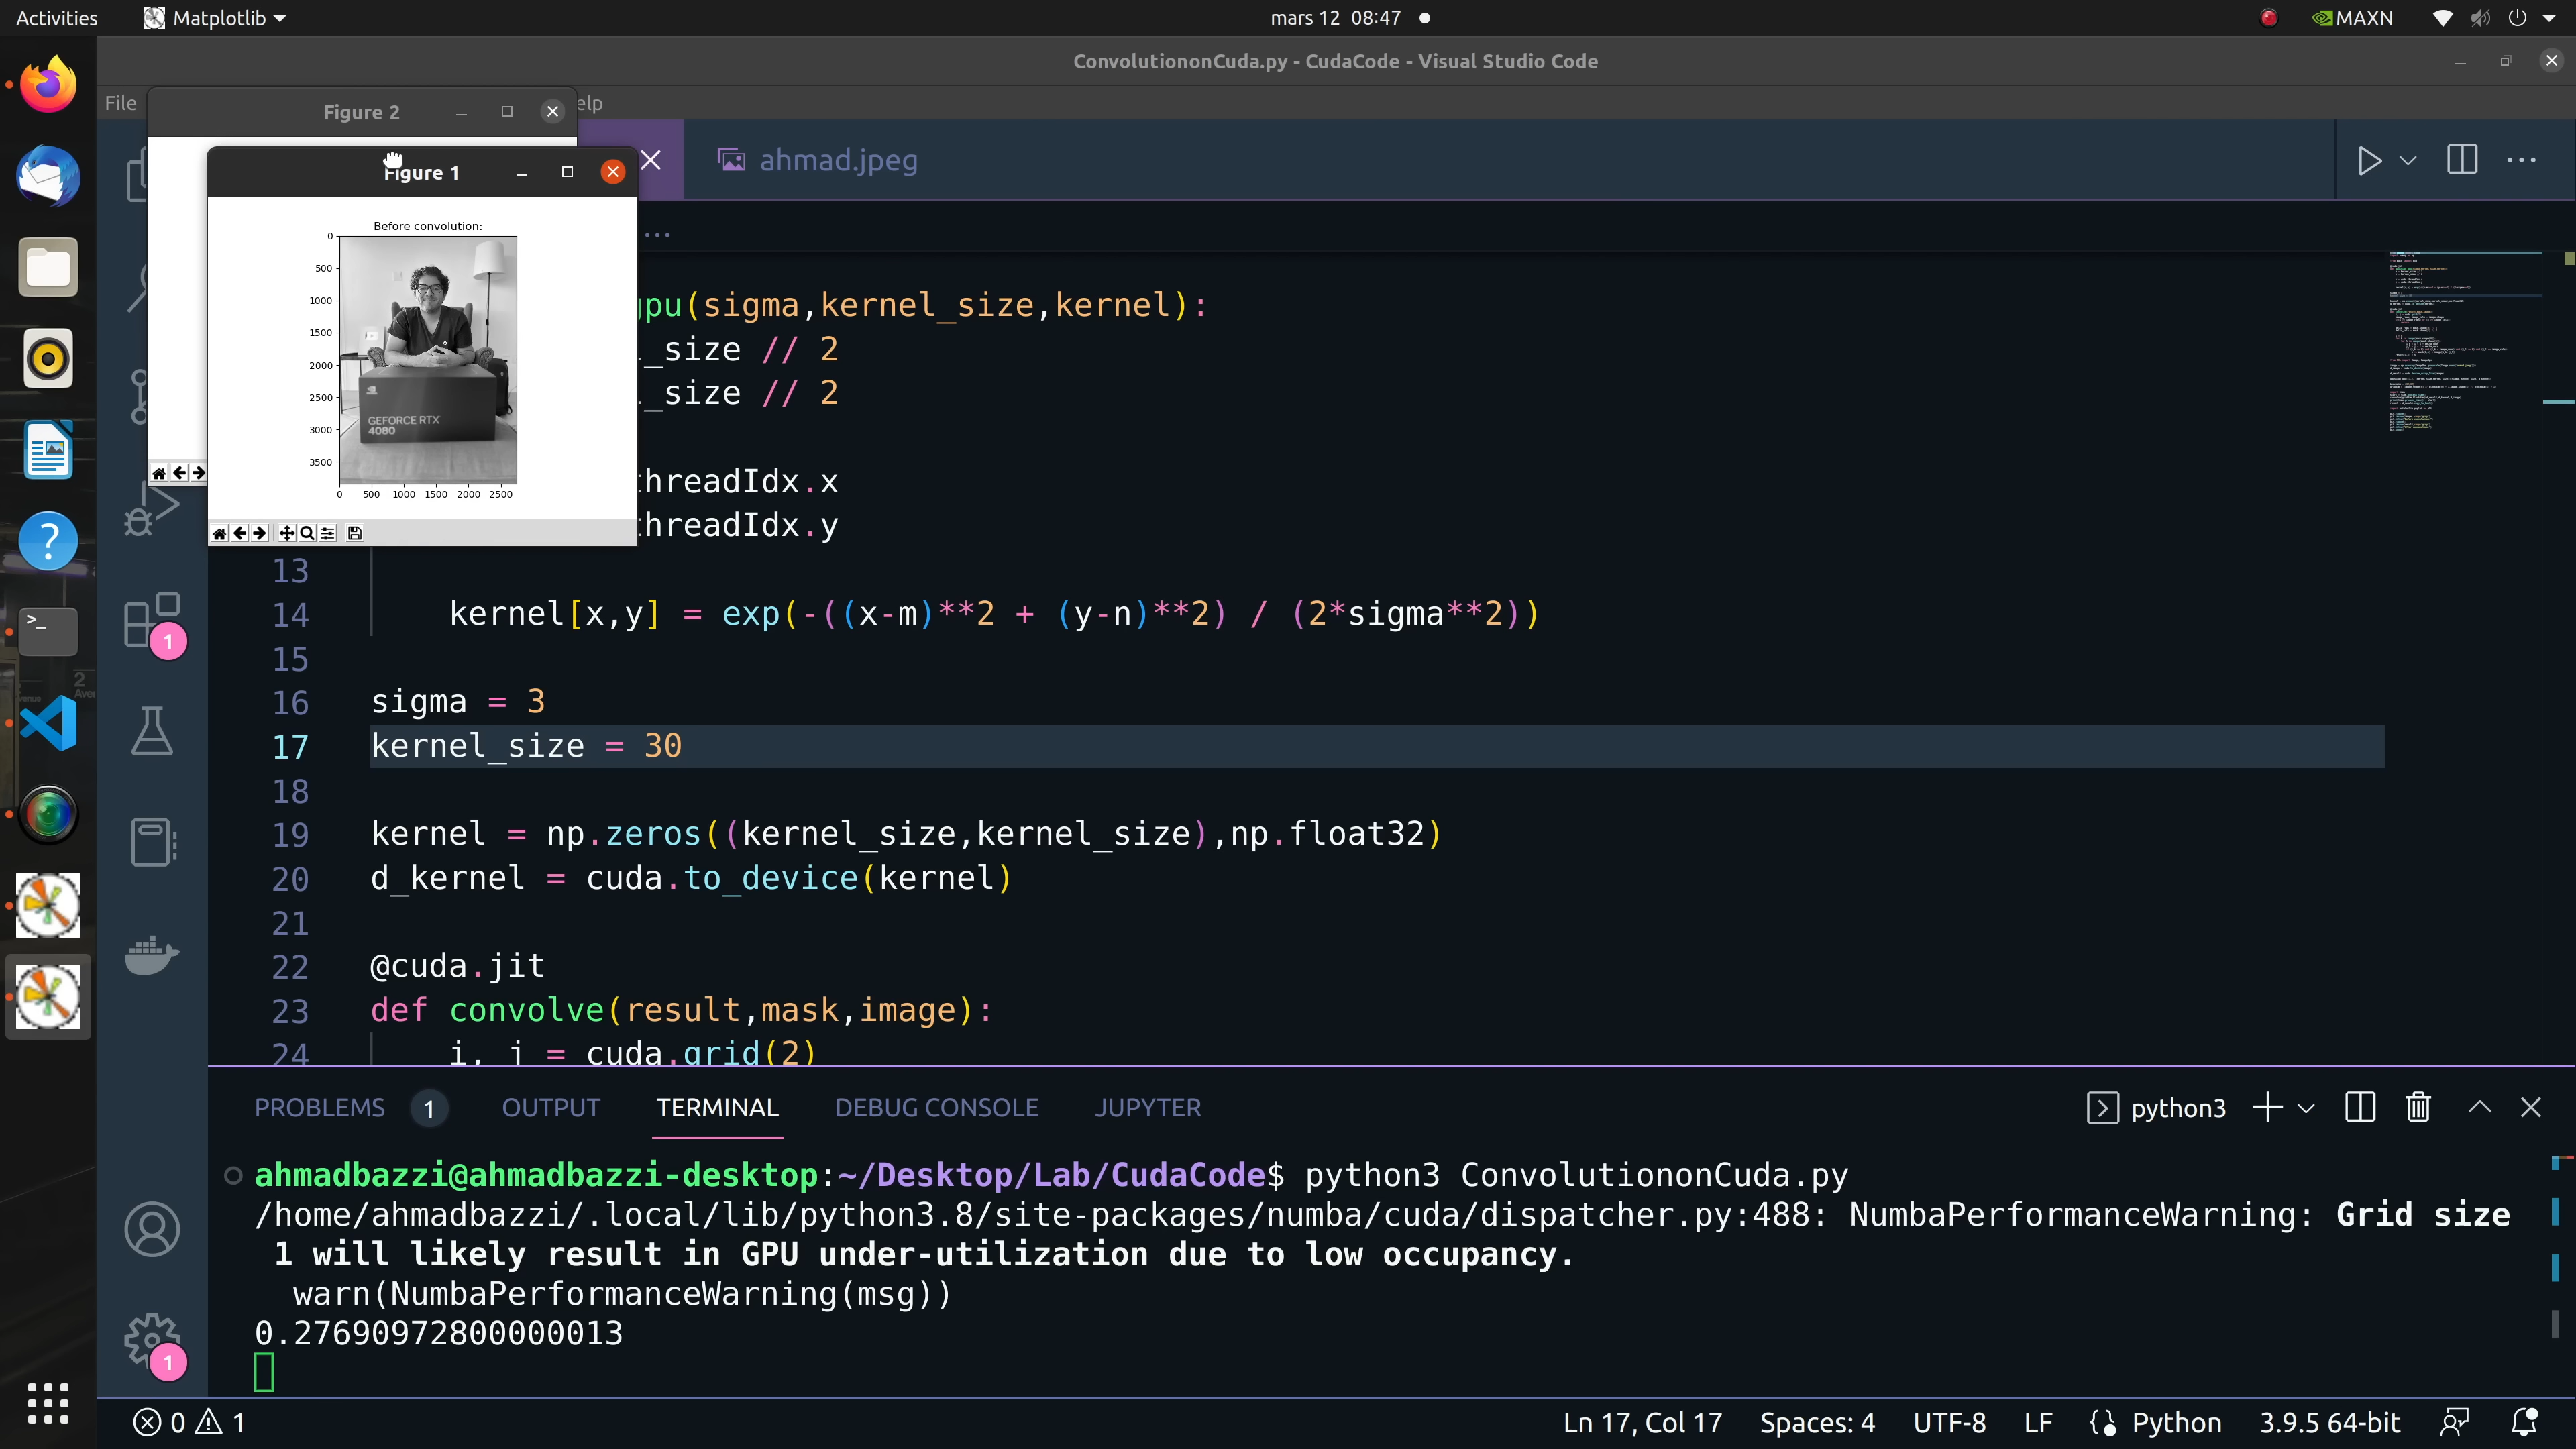 Activities
Matplotlib
mars 12 08:47
MAXN
ConvolutiononCuda.py - CudaCode - Visual Studio Code
File
elp
Figure 2
Figure 1
ahmad.jpeg
Before convolution:
0
500
1000
1500
2000
2500
3000
3500
0 500 1000 1500 2000 2500
GEFORCE RTX
4080
pu(sigma,kernel_size,kernel):
_size // 2
_size // 2
hreadIdx.x
hreadIdx.y
13
14 kernel[x,y] = exp(-((x-m)**2 + (y-n)**2) / (2*sigma**2))
15
16 sigma = 3
17 kernel_size = 30
18
19 kernel = np.zeros((kernel_size,kernel_size),np.float32)
20 d_kernel = cuda.to_device(kernel)
21
22 @cuda.jit
23 def convolve(result,mask,image):
24 i, j = cuda.grid(2)
1
PROBLEMS 1 OUTPUT TERMINAL DEBUG CONSOLE JUPYTER
python3
ahmadbazzi@ahmadbazzi-desktop:~/Desktop/Lab/CudaCode$ python3 ConvolutiononCuda.py
/home/ahmadbazzi/.local/lib/python3.8/site-packages/numba/cuda/dispatcher.py:488: NumbaPerformanceWarning: Grid size
1 will likely result in GPU under-utilization due to low occupancy.
warn(NumbaPerformanceWarning(msg))
0.27690972800000013
1
0 1
Ln 17, Col 17 Spaces: 4 UTF-8 LF Python 3.9.5 64-bit